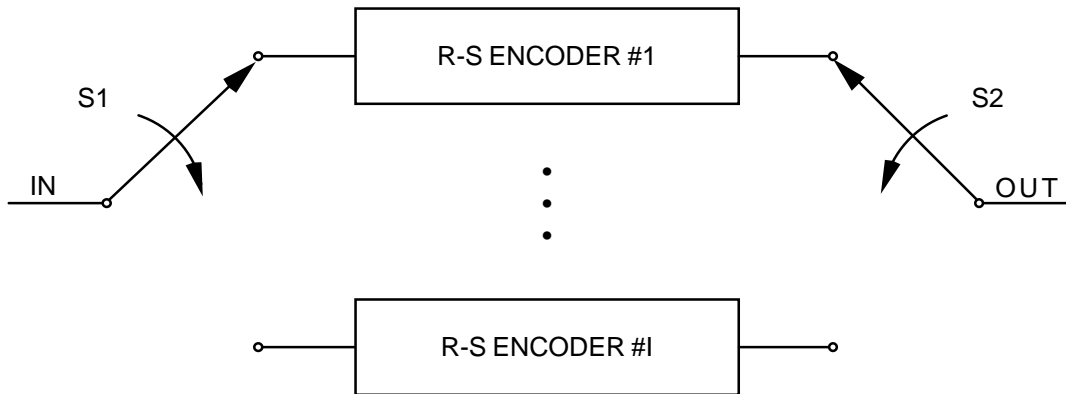 R-S ENCODER #1
S1
S2
IN
OUT
R-S ENCODER #I